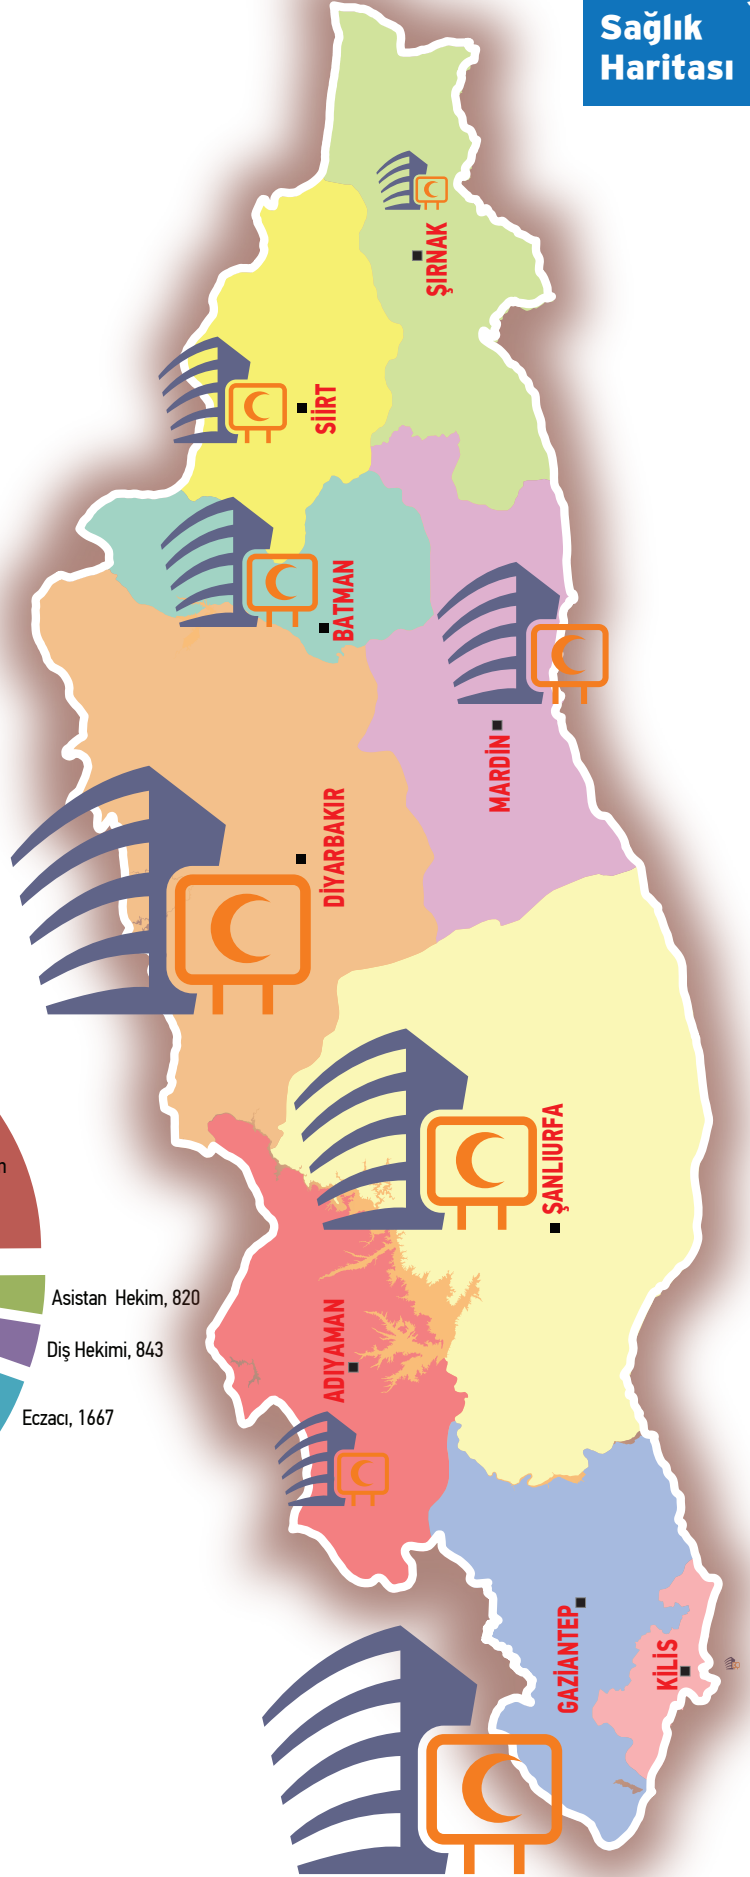 Sağlık
Haritası
ŞIRNAK
SİİRT
BATMAN
MARDİN
DİYARBAKIR
ŞANLIURFA
Asistan Hekim, 820
ADIYAMAN
Diş Hekimi, 843
Eczacı, 1667
GAZİANTEP
KİLİS